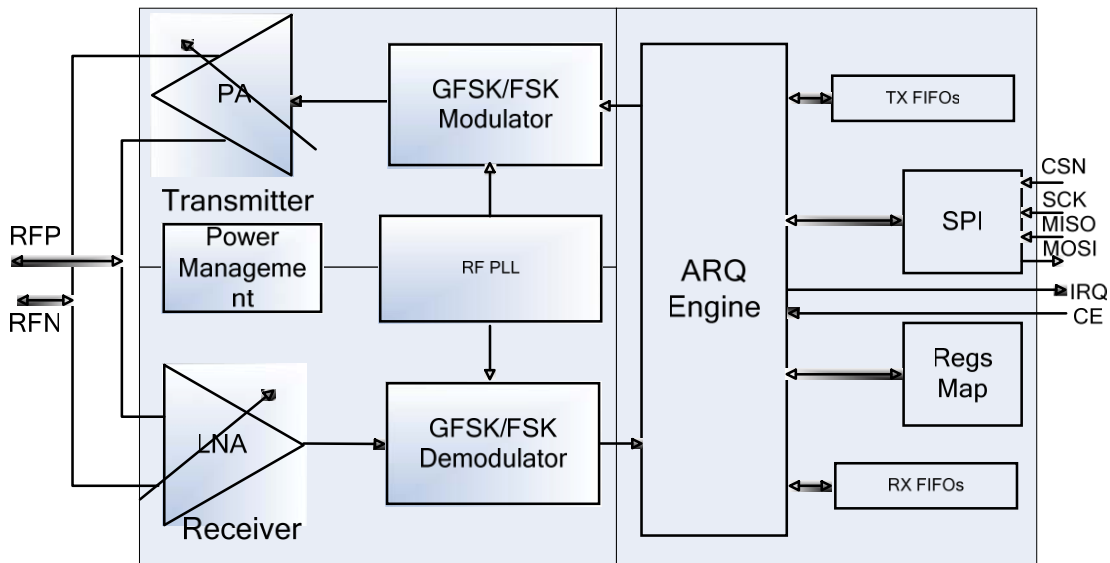 PA
GFSK/FSK
Modulator
TX FIFOs
Transmitter
Power
Manageme
nt
RF PLL
ARQ
Engine
SPI
CSN
SCK
MISO
MOSI
IRQ
CE
RFP
RFN
Regs
Map
LNA
GFSK/FSK
Demodulator
RX FIFOs
Receiver